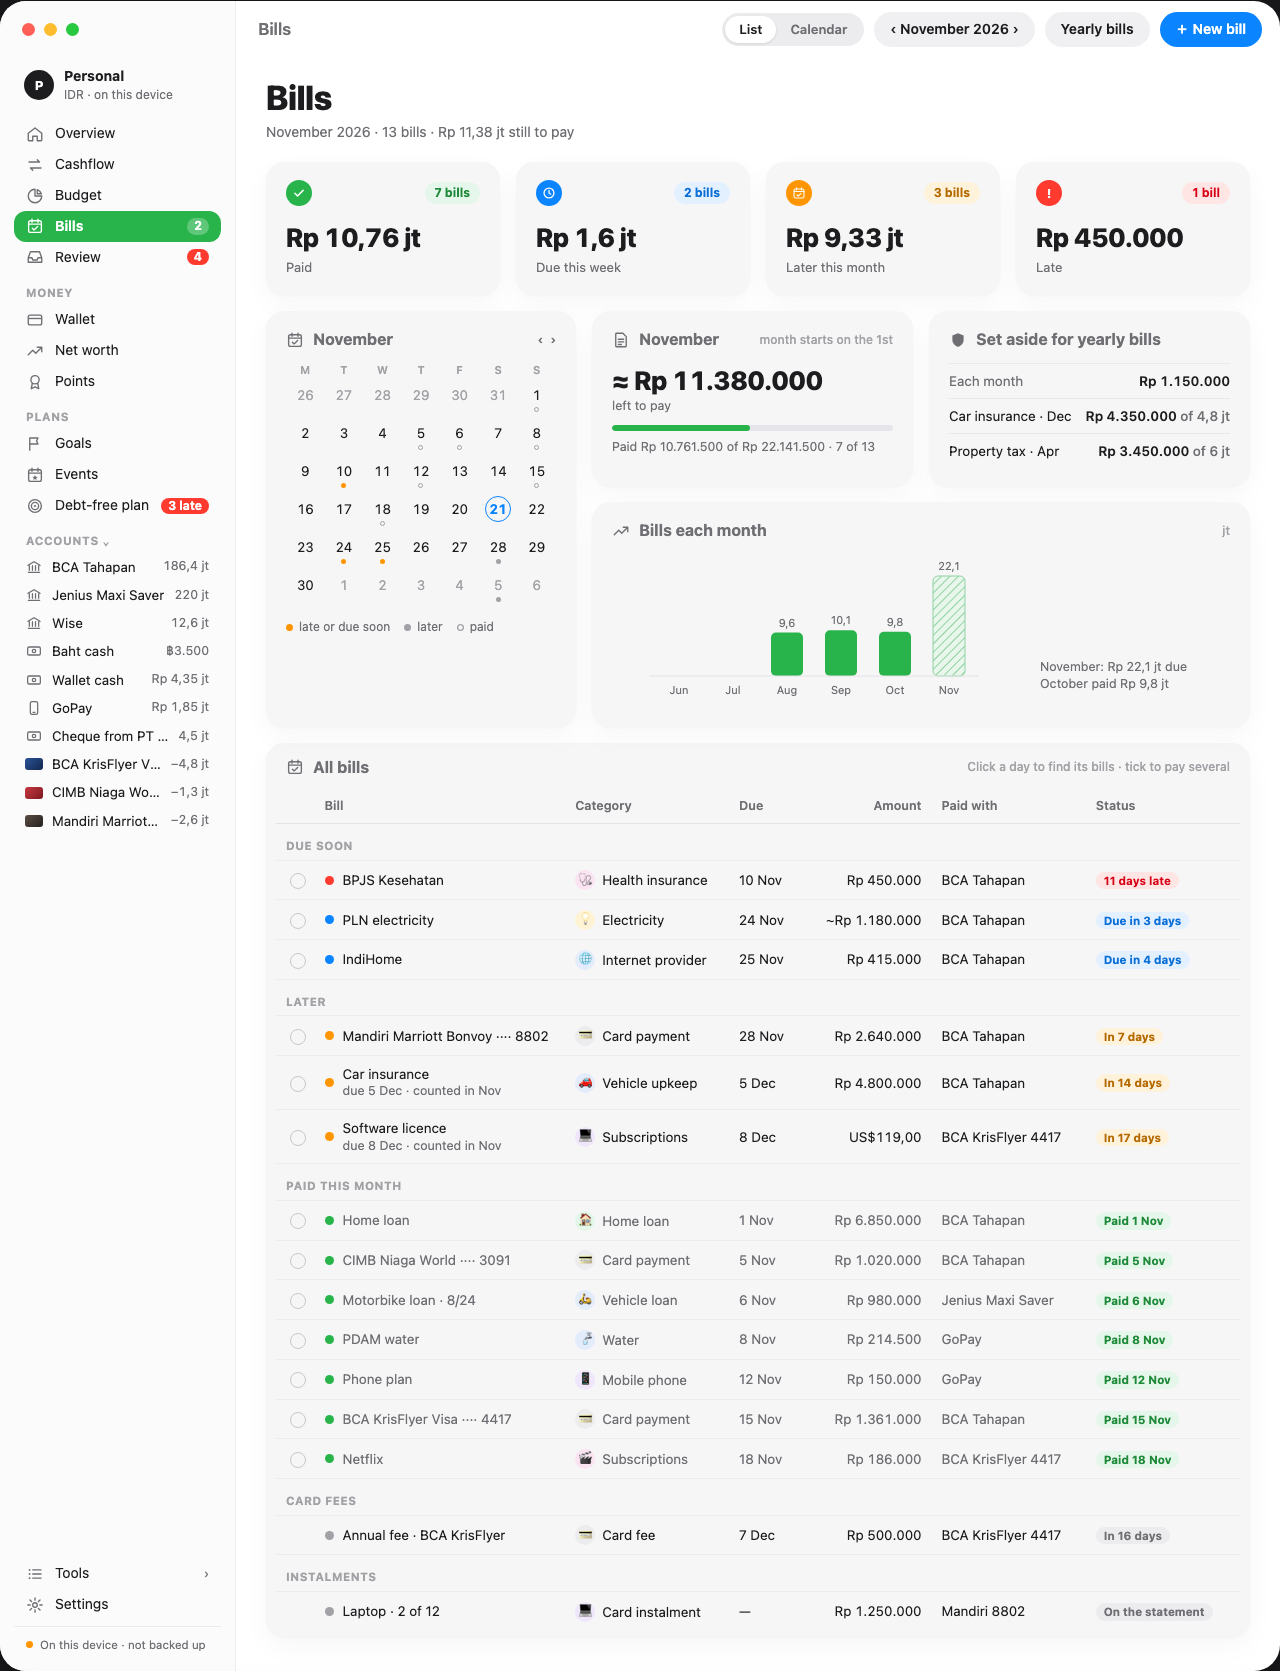 Bills
List
Calendar
‹ November 2026 ›
Yearly bills
+ New bill
P
Personal
IDR · on this device
Overview
Cashflow
Budget
Bills 2
Review 4
MONEY
Wallet
Net worth
Points
PLANS
Goals
Events
Debt-free plan 3 late
ACCOUNTS ⌄
BCA Tahapan 186,4 jt
Jenius Maxi Saver 220 jt
Wise 12,6 jt
Baht cash ฿3.500
Wallet cash Rp 4,35 jt
GoPay Rp 1,85 jt
Cheque from PT ... 4,5 jt
BCA KrisFlyer V... −4,8 jt
CIMB Niaga Wo... −1,3 jt
Mandiri Marriot... −2,6 jt
Tools ›
Settings
On this device · not backed up
Bills
November 2026 · 13 bills · Rp 11,38 jt still to pay
7 bills
Rp 10,76 jt
Paid
2 bills
Rp 1,6 jt
Due this week
3 bills
Rp 9,33 jt
Later this month
1 bill
Rp 450.000
Late
November ‹ ›
M T W T F S S
26 27 28 29 30 31 1
2 3 4 5 6 7 8
9 10 11 12 13 14 15
16 17 18 19 20 21 22
23 24 25 26 27 28 29
30 1 2 3 4 5 6
late or due soon later paid
November month starts on the 1st
≈ Rp 11.380.000
left to pay
Paid Rp 10.761.500 of Rp 22.141.500 · 7 of 13
Set aside for yearly bills
Each month Rp 1.150.000
Car insurance · Dec Rp 4.350.000 of 4,8 jt
Property tax · Apr Rp 3.450.000 of 6 jt
Bills each month jt
9,6 10,1 9,8 22,1
Jun Jul Aug Sep Oct Nov
November: Rp 22,1 jt due
October paid Rp 9,8 jt
All bills Click a day to find its bills · tick to pay several
Bill Category Due Amount Paid with Status
DUE SOON
BPJS Kesehatan Health insurance 10 Nov Rp 450.000 BCA Tahapan 11 days late
PLN electricity Electricity 24 Nov ~Rp 1.180.000 BCA Tahapan Due in 3 days
IndiHome Internet provider 25 Nov Rp 415.000 BCA Tahapan Due in 4 days
LATER
Mandiri Marriott Bonvoy ···· 8802 Card payment 28 Nov Rp 2.640.000 BCA Tahapan In 7 days
Car insurance Vehicle upkeep 5 Dec Rp 4.800.000 BCA Tahapan In 14 days
due 5 Dec · counted in Nov
Software licence Subscriptions 8 Dec US$119,00 BCA KrisFlyer 4417 In 17 days
due 8 Dec · counted in Nov
PAID THIS MONTH
Home loan Home loan 1 Nov Rp 6.850.000 BCA Tahapan Paid 1 Nov
CIMB Niaga World ···· 3091 Card payment 5 Nov Rp 1.020.000 BCA Tahapan Paid 5 Nov
Motorbike loan · 8/24 Vehicle loan 6 Nov Rp 980.000 Jenius Maxi Saver Paid 6 Nov
PDAM water Water 8 Nov Rp 214.500 GoPay Paid 8 Nov
Phone plan Mobile phone 12 Nov Rp 150.000 GoPay Paid 12 Nov
BCA KrisFlyer Visa ···· 4417 Card payment 15 Nov Rp 1.361.000 BCA Tahapan Paid 15 Nov
Netflix Subscriptions 18 Nov Rp 186.000 BCA KrisFlyer 4417 Paid 18 Nov
CARD FEES
Annual fee · BCA KrisFlyer Card fee 7 Dec Rp 500.000 BCA KrisFlyer 4417 In 16 days
INSTALMENTS
Laptop · 2 of 12 Card instalment — Rp 1.250.000 Mandiri 8802 On the statement